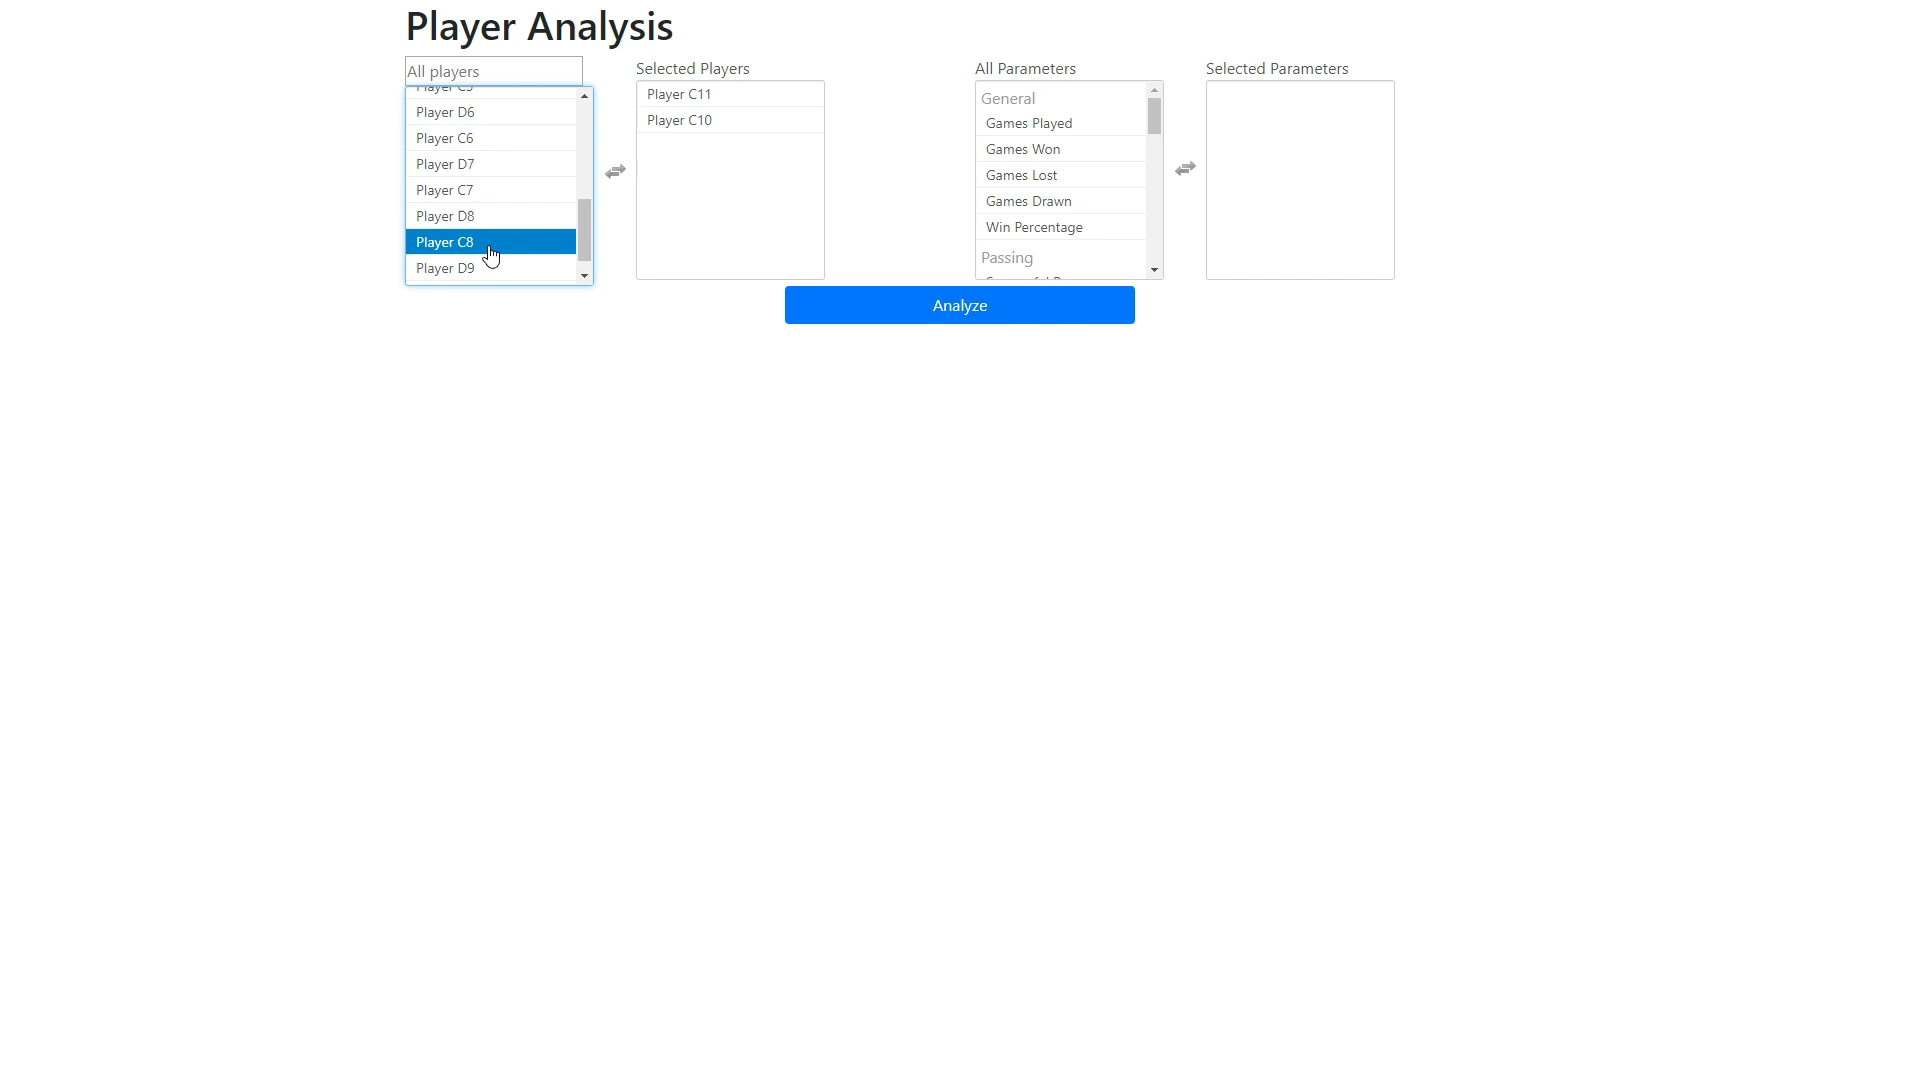 Player Analysis
All players
Player D6
Player C6
Player D7
Player C7
Player D8
Player C8
Player D9
Selected Players
Player C11
Player C10
All Parameters
General
Games Played
Games Won
Games Lost
Games Drawn
Win Percentage
Passing
Selected Parameters
Analyze